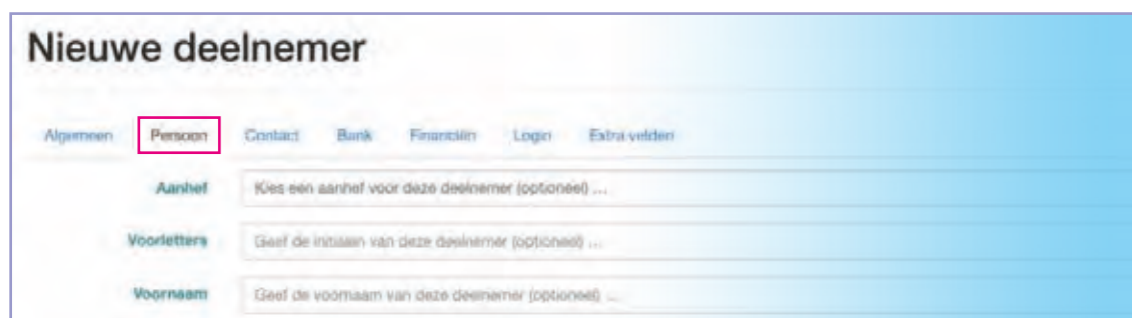 Nieuwe deelnemer
Algemeen Persoon Contact Bank Financiën Login Extra velden
Aanhef Kies een aanhef voor deze deelnemer (optioneel) ...
Voorletters Geef de initialen van deze deelnemer (optioneel) ...
Voornaam Geef de voornaam van deze deelnemer (optioneel) ...